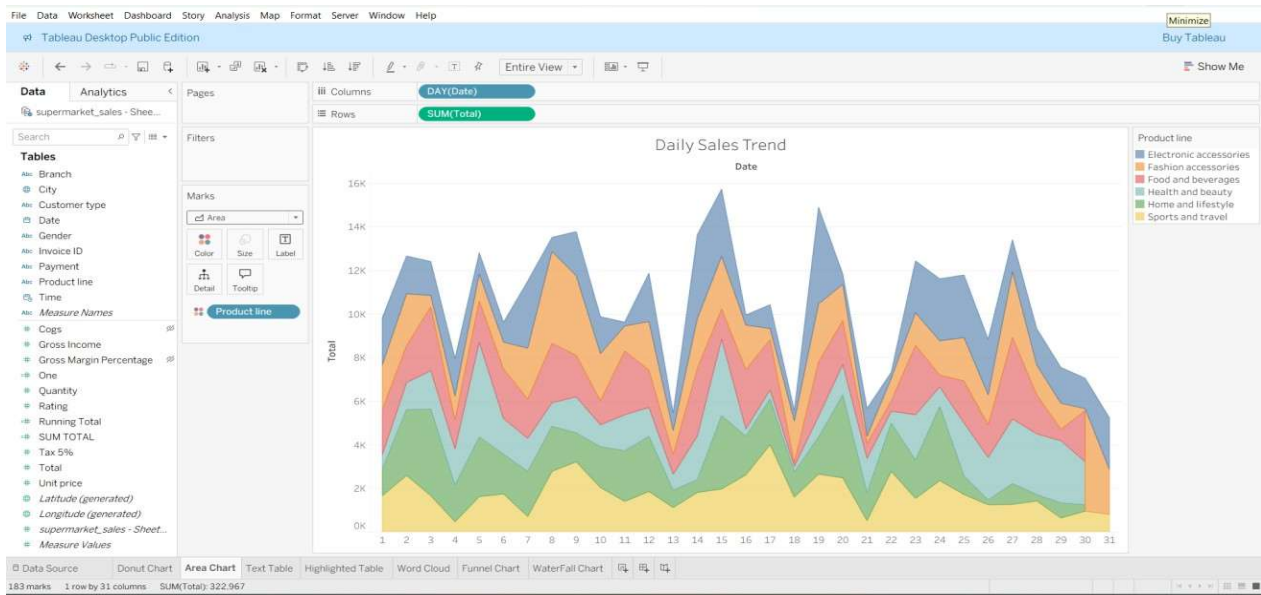 File Data Worksheet Dashboard Story Analysis Map Format Server Window Help
Minimize
Tableau Desktop Public Edition
Buy Tableau
Entire View
Show Me
Data Analytics
supermarket_sales - Shee...
Search
Tables
Abc Branch
City
Abc Customer type
Date
Abc Gender
Abc Invoice ID
Abc Payment
Abc Product line
Time
Abc Measure Names
# Cogs
# Gross Income
# Gross Margin Percentage
=# One
# Quantity
# Rating
=# Running Total
=# SUM TOTAL
# Tax 5%
# Total
# Unit price
Latitude (generated)
Longitude (generated)
# supermarket_sales - Sheet...
# Measure Values
Pages
Filters
Marks
Area
Color Size Label
Detail Tooltip
Product line
Columns DAY(Date)
Rows SUM(Total)
Daily Sales Trend
Date
Total
16K
14K
12K
10K
8K
6K
4K
2K
0K
1 2 3 4 5 6 7 8 9 10 11 12 13 14 15 16 17 18 19 20 21 22 23 24 25 26 27 28 29 30 31
Product line
Electronic accessories
Fashion accessories
Food and beverages
Health and beauty
Home and lifestyle
Sports and travel
Data Source Donut Chart Area Chart Text Table Highlighted Table Word Cloud Funnel Chart WaterFall Chart
183 marks 1 row by 31 columns SUM(Total): 322,967